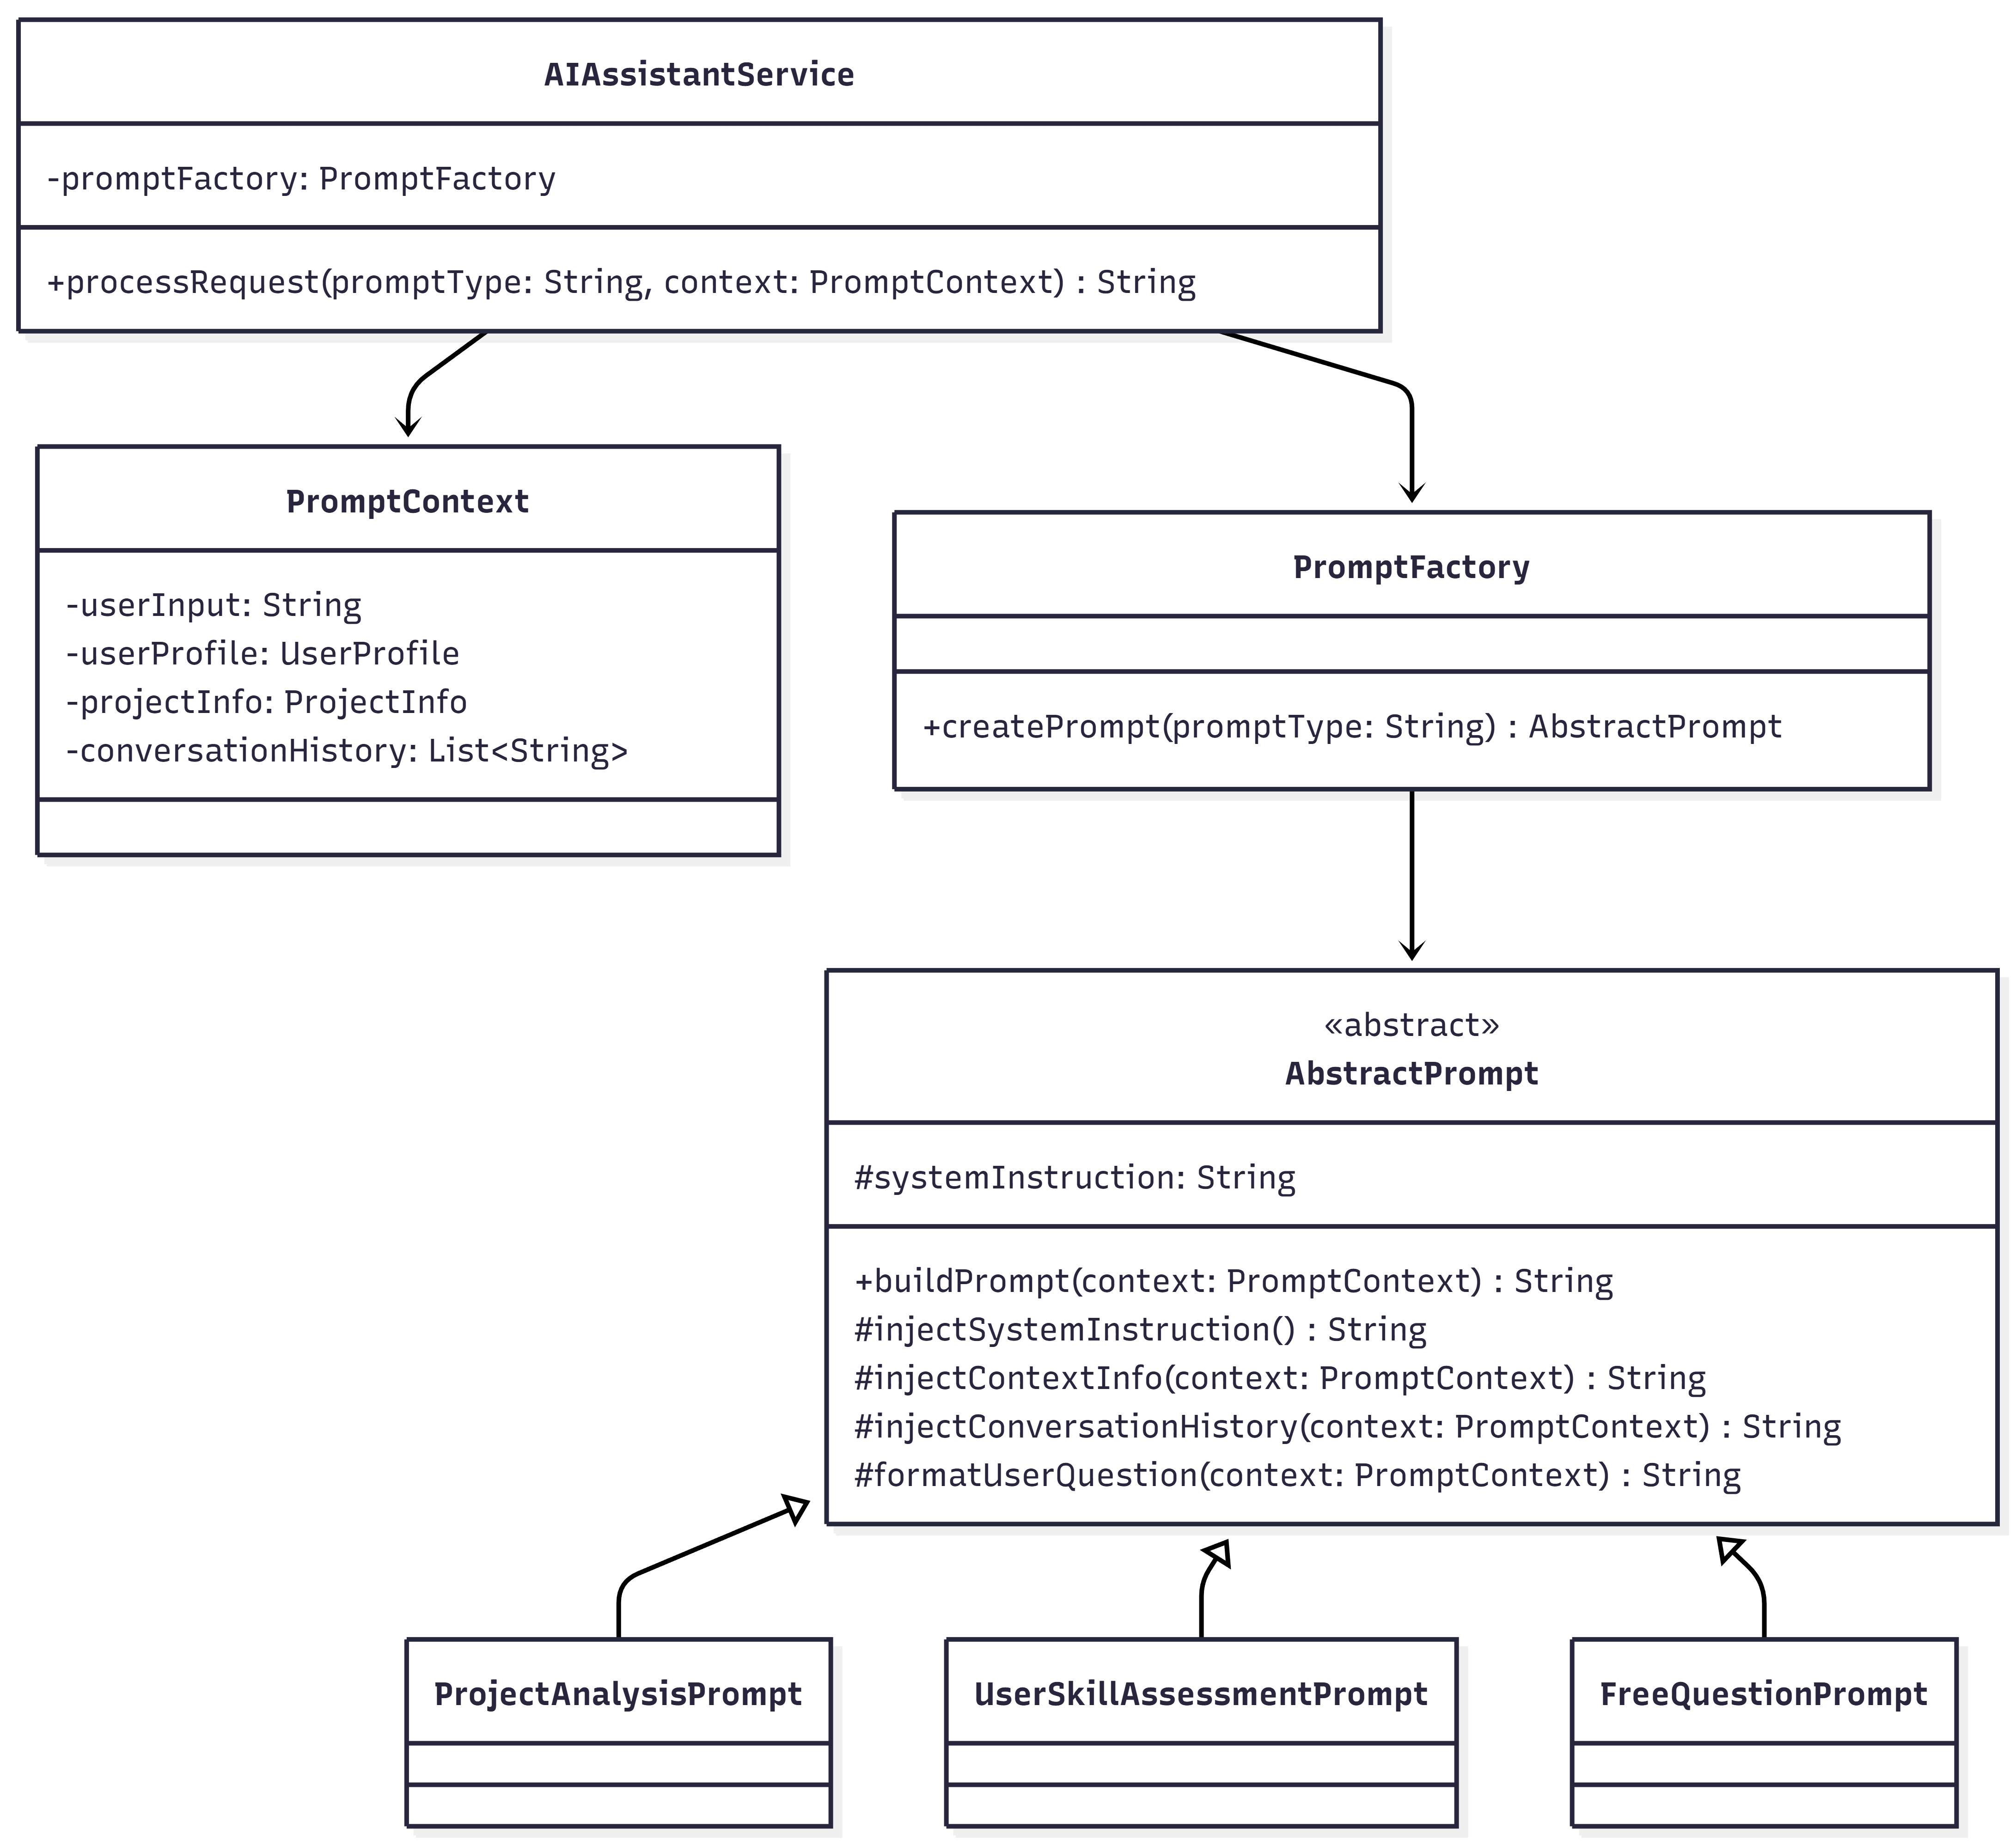 AIAssistantService
-promptFactory: PromptFactory
+processRequest(promptType: String, context: PromptContext) : String
PromptContext
-userInput: String
-userProfile: UserProfile
-projectInfo: ProjectInfo
-conversationHistory: List<String>
PromptFactory
+createPrompt(promptType: String) : AbstractPrompt
«abstract»
AbstractPrompt
#systemInstruction: String
+buildPrompt(context: PromptContext) : String
#injectSystemInstruction() : String
#injectContextInfo(context: PromptContext) : String
#injectConversationHistory(context: PromptContext) : String
#formatUserQuestion(context: PromptContext) : String
ProjectAnalysisPrompt
UserSkillAssessmentPrompt
FreeQuestionPrompt